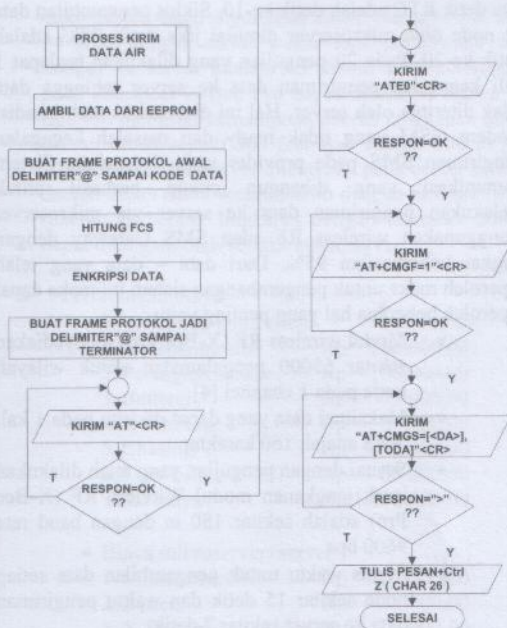 PROSES KIRIM
DATA AIR
AMBIL DATA DARI EEPROM
BUAT FRAME PROTOKOL AWAL
DELIMITER"@" SAMPAI KODE DATA
HITUNG FCS
ENKRIPSI DATA
BUAT FRAME PROTOKOL JADI
DELIMITER"@" SAMPAI
TERMINATOR
KIRIM "AT"<CR>
RESPON=OK
??
T
Y
KIRIM
"ATE0"<CR>
RESPON=OK
??
T
Y
KIRIM
"AT+CMGF=1"<CR>
RESPON=OK
??
T
Y
KIRIM
"AT+CMGS=[<DA>],
[TODA]"<CR>
RESPON=">"
??
T
Y
TULIS PESAN+Ctrl
Z ( CHAR 26 )
SELESAI